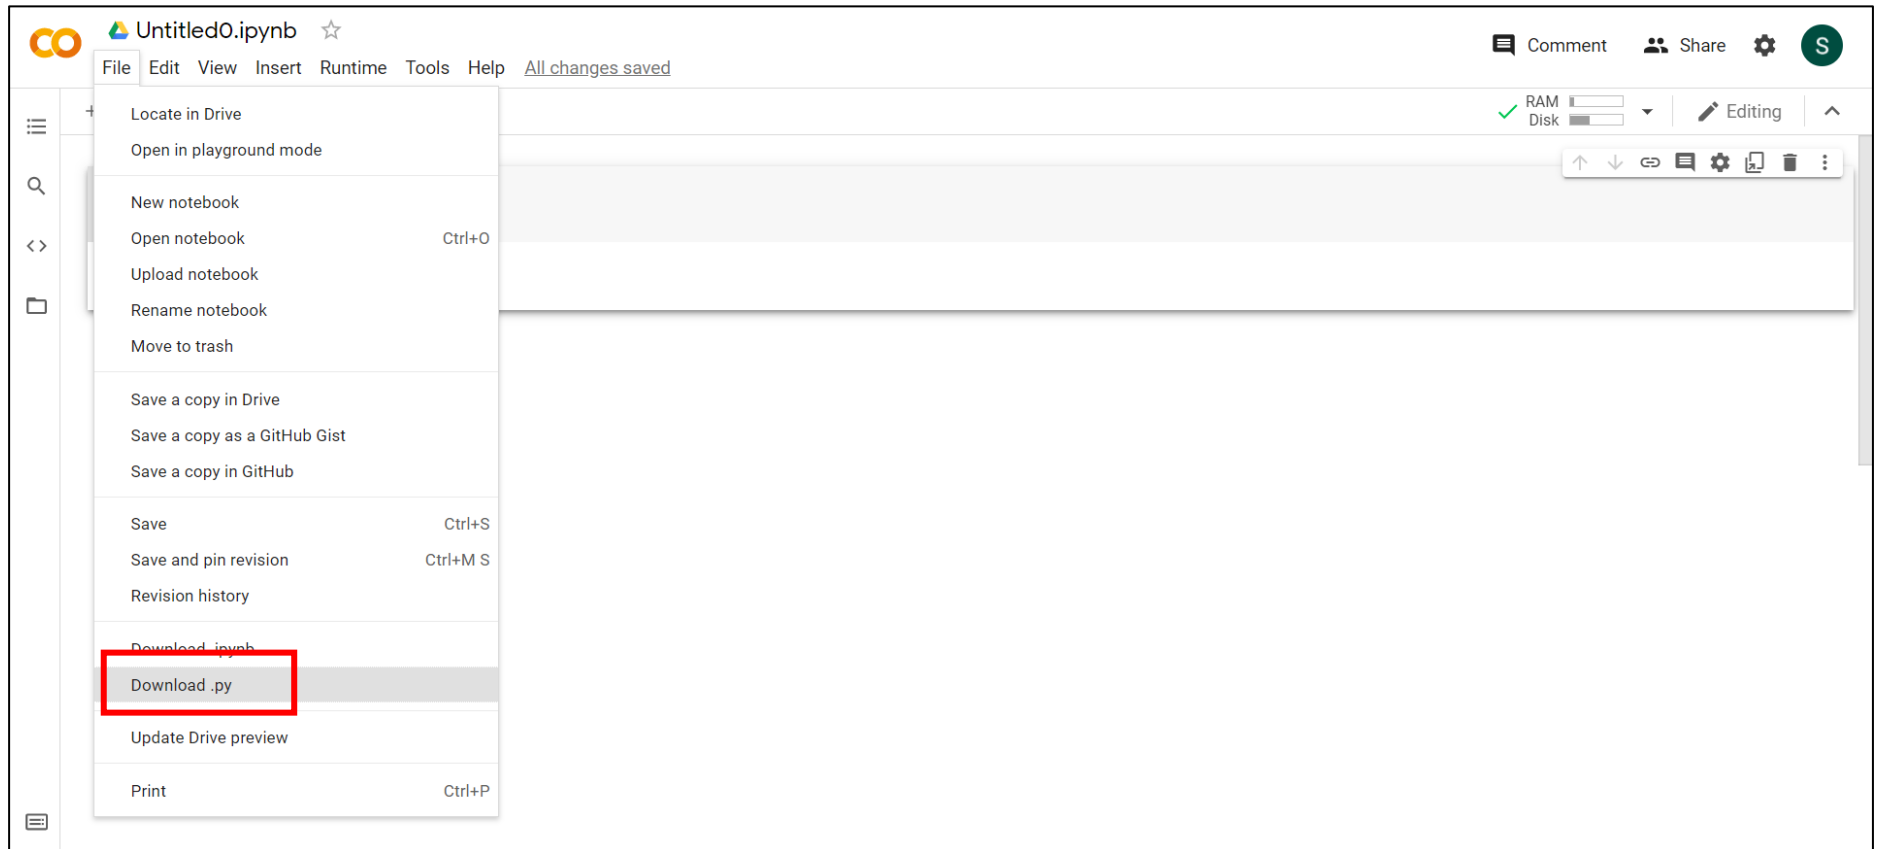 Untitled0.ipynb
File Edit View Insert Runtime Tools Help All changes saved
Comment Share S
RAM
Disk
Editing
Locate in Drive
Open in playground mode
New notebook
Open notebook Ctrl+O
Upload notebook
Rename notebook
Move to trash
Save a copy in Drive
Save a copy as a GitHub Gist
Save a copy in GitHub
Save Ctrl+S
Save and pin revision Ctrl+M S
Revision history
Download .ipynb
Download .py
Update Drive preview
Print Ctrl+P